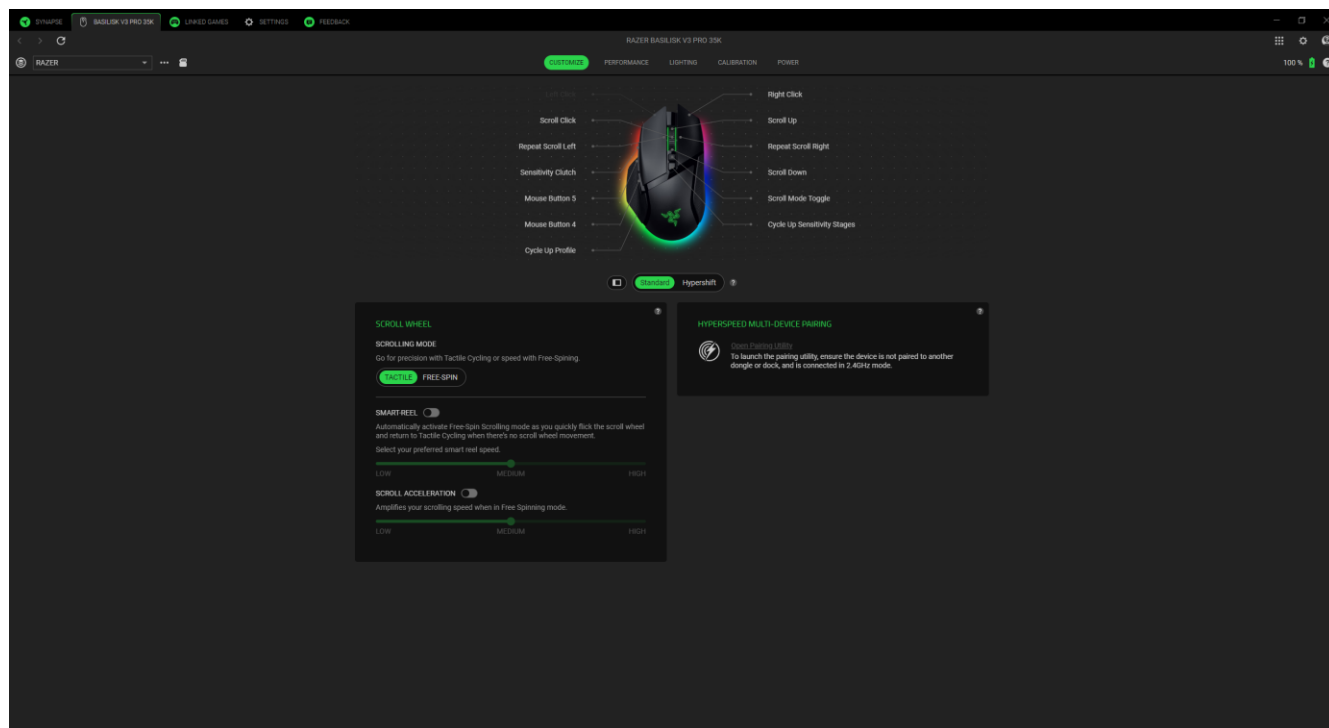 SYNAPSE
BASILISK V3 PRO 35K
LINKED GAMES
SETTINGS
FEEDBACK
RAZER BASILISK V3 PRO 35K
RAZER
CUSTOMIZE
PERFORMANCE
LIGHTING
CALIBRATION
POWER
100 %
Left Click
Right Click
Scroll Click
Scroll Up
Repeat Scroll Left
Repeat Scroll Right
Sensitivity Clutch
Scroll Down
Mouse Button 5
Scroll Mode Toggle
Mouse Button 4
Cycle Up Sensitivity Stages
Cycle Up Profile
Standard
Hypershift
SCROLL WHEEL
SCROLLING MODE
Go for precision with Tactile Cycling or speed with Free-Spining.
TACTILE
FREE-SPIN
SMART-REEL
Automatically activate Free-Spin Scrolling mode as you quickly flick the scroll wheel
and return to Tactile Cycling when there's no scroll wheel movement.
Select your preferred smart reel speed.
LOW
MEDIUM
HIGH
SCROLL ACCELERATION
Amplifies your scrolling speed when in Free Spinning mode.
LOW
MEDIUM
HIGH
HYPERSPEED MULTI-DEVICE PAIRING
Open Pairing Utility
To launch the pairing utility, ensure the device is not paired to another
dongle or dock, and is connected in 2.4GHz mode.